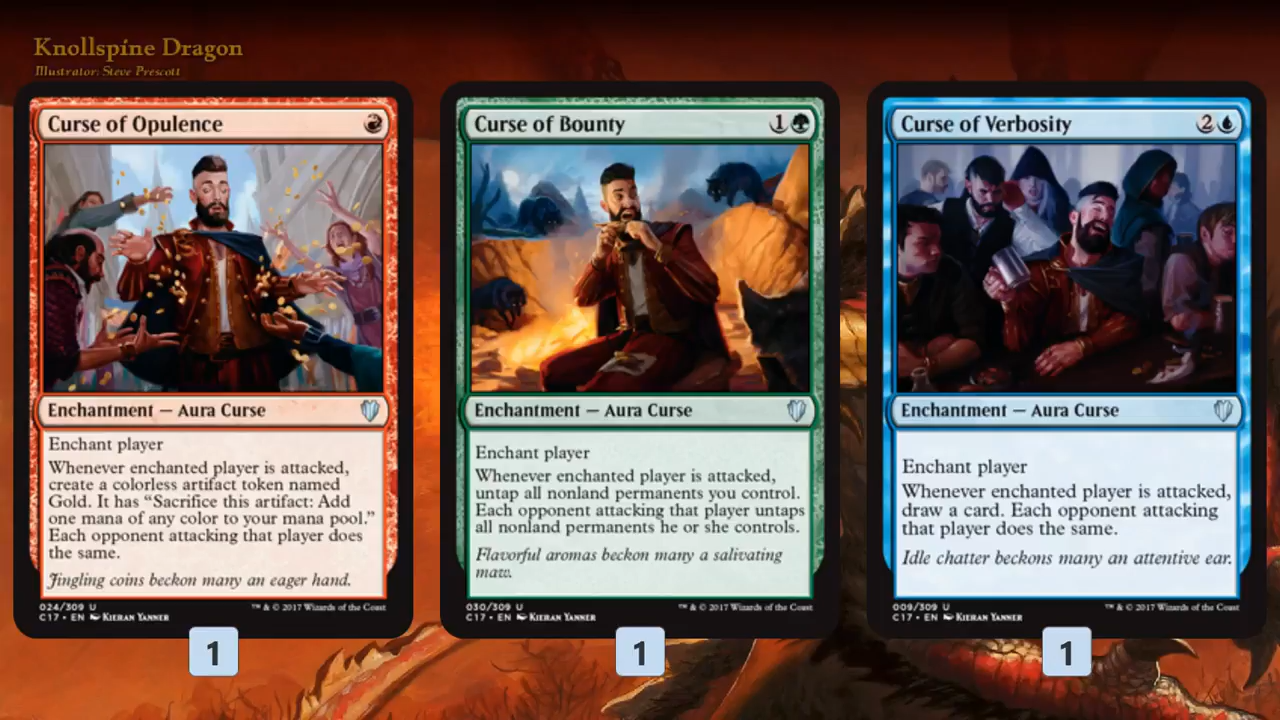 Knollspine Dragon
Illustrator: Steve Prescott
Curse of Opulence
Enchantment — Aura Curse
Enchant player
Whenever enchanted player is attacked,
create a colorless artifact token named
Gold. It has “Sacrifice this artifact: Add
one mana of any color to your mana pool.”
Each opponent attacking that player does
the same.
Jingling coins beckon many an eager hand.
024/309 U
C17 • EN KIERAN YANNER
™ & © 2017 Wizards of the Coast
1
Curse of Bounty
1
Enchantment — Aura Curse
Enchant player
Whenever enchanted player is attacked,
untap all nonland permanents you control.
Each opponent attacking that player untaps
all nonland permanents he or she controls.
Flavorful aromas beckon many a salivating
maw.
030/309 U
C17 • EN KIERAN YANNER
™ & © 2017 Wizards of the Coast
1
Curse of Verbosity
2
Enchantment — Aura Curse
Enchant player
Whenever enchanted player is attacked,
draw a card. Each opponent attacking
that player does the same.
Idle chatter beckons many an attentive ear.
009/309 U
C17 • EN KIERAN YANNER
™ & © 2017 Wizards of the Coast
1